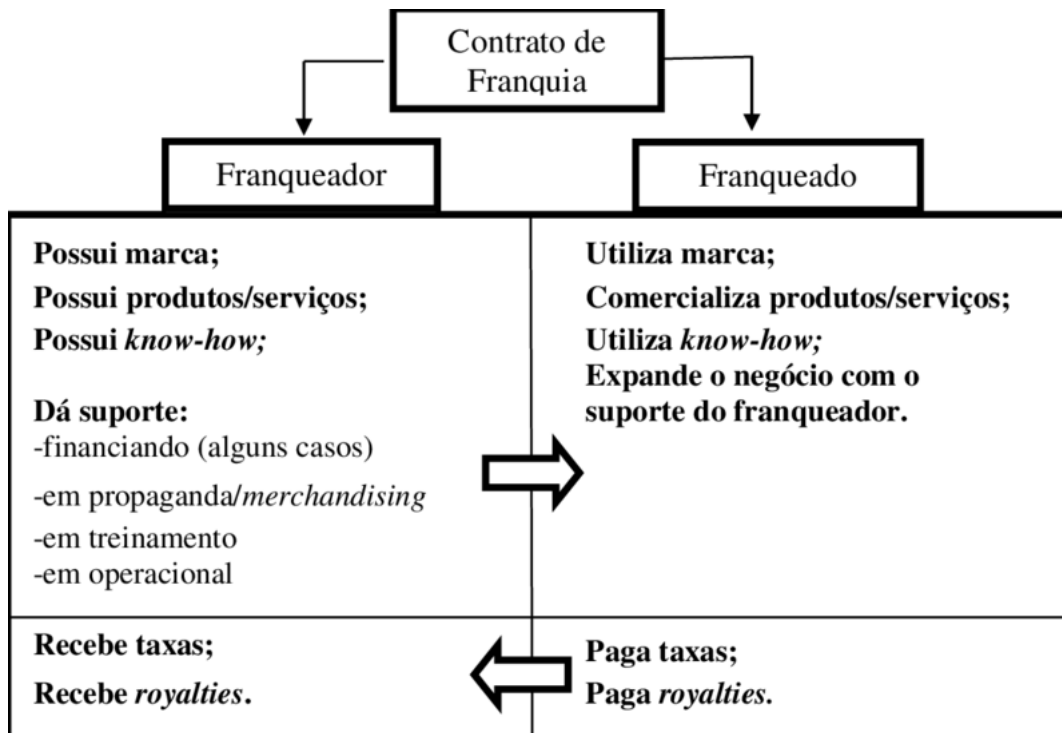 Contrato de
Franquia
Franqueador
Franqueado
Possui marca;
Possui produtos/serviços;
Possui know-how;
Dá suporte:
-financiando (alguns casos)
-em propaganda/merchandising
-em treinamento
-em operacional
Utiliza marca;
Comercializa produtos/serviços;
Utiliza know-how;
Expande o negócio com o
suporte do franqueador.
Recebe taxas;
Recebe royalties.
Paga taxas;
Paga royalties.